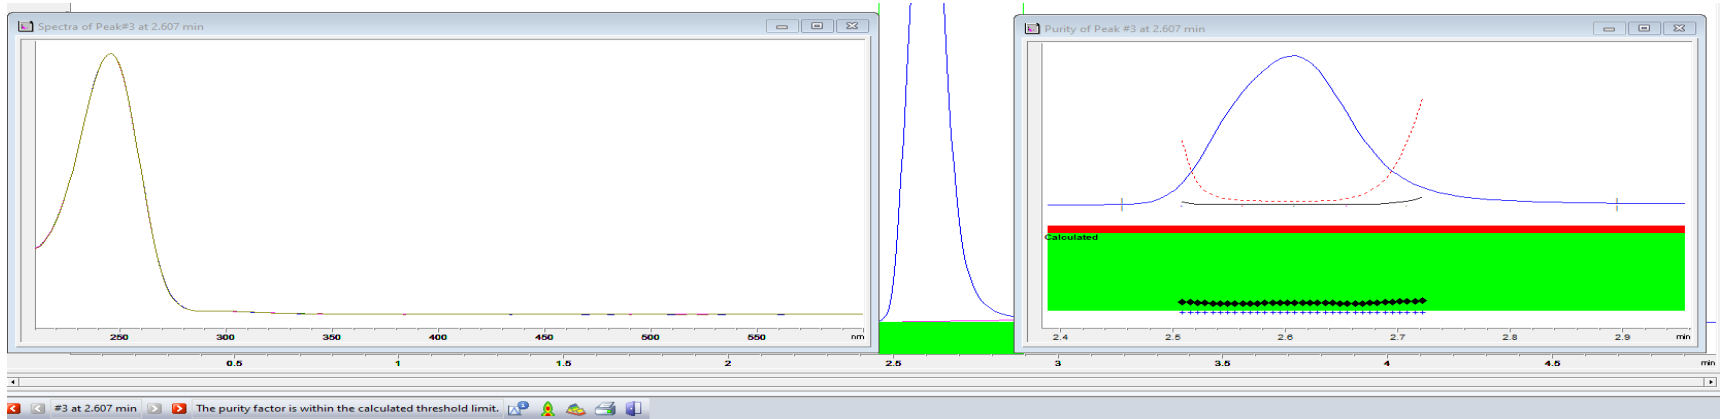 Spectra of Peak#3 at 2.607 min
Purity of Peak #3 at 2.607 min
Calculated
250 300 350 400 450 500 550 nm
2.4 2.5 2.6 2.7 2.8 2.9 min
0.5 1 1.5 2 2.5 3 3.5 4 4.5 min
#3 at 2.607 min The purity factor is within the calculated threshold limit.